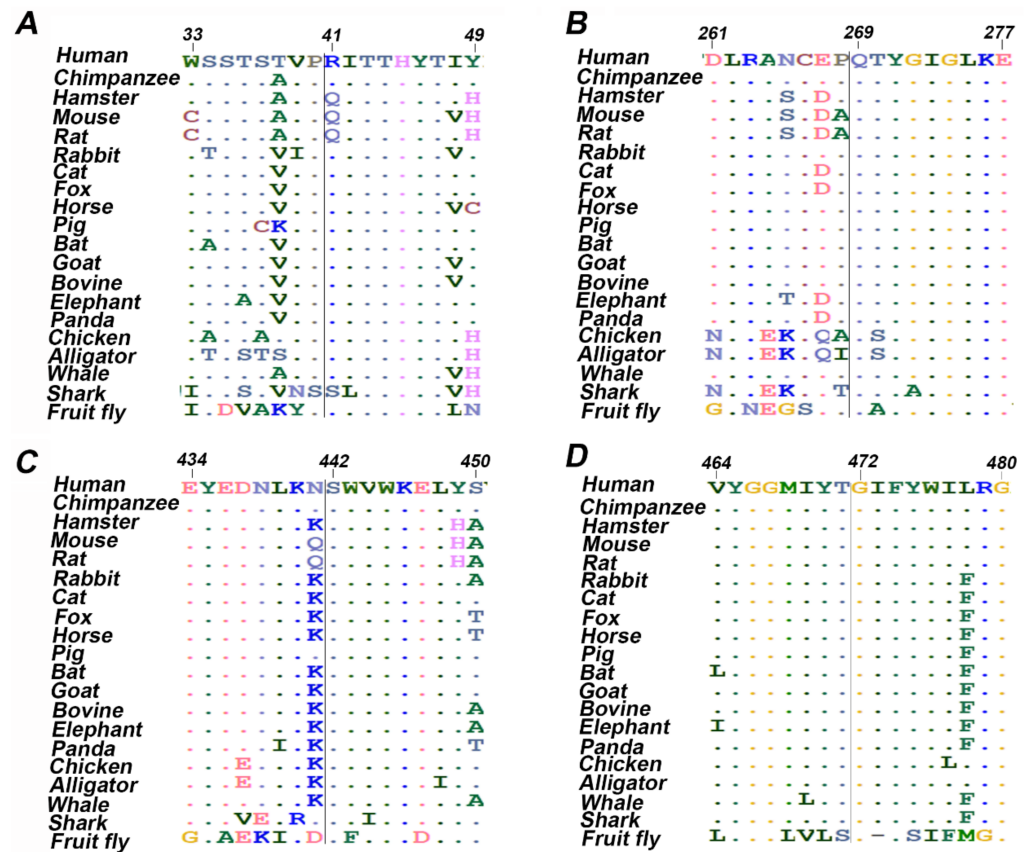 A
33 41 49
Human WSSTSTVPRITTHYTIY
Chimpanzee .....A...........
Hamster .....A..Q.......H
Mouse C....A..Q......VH
Rat C....A..Q.......H
Rabbit .T...VI........V.
Cat .....V...........
Fox .....V...........
Horse .....V.........VC
Pig ....CK...........
Bat .A...V...........
Goat .....V.........V.
Bovine .....V.........V.
Elephant ...A.V...........
Panda .....V...........
Chicken .A..A...........H
Alligator .T.STS..........H
Whale .....A.........VH
Shark I..S.VNSSL.....VH
Fruit fly I.DVAKY........LN
B
261 269 277
Human DLRANCEPQTYGIGLKE
Chimpanzee .................
Hamster ....S.D..........
Mouse ....S.DA.........
Rat ....S.DA.........
Rabbit .................
Cat ......D..........
Fox ......D..........
Horse .................
Pig .................
Bat .................
Goat .................
Bovine .................
Elephant ....T.D..........
Panda ......D..........
Chicken N..EK.QA.S.......
Alligator N..EK.QI.S.......
Whale .................
Shark N..EK..T...A.....
Fruit fly G.NEGS...A.......
C
434 442 450
Human EYEDNLKNSWVWKELYS
Chimpanzee .................
Hamster .......K.......HA
Mouse .......Q.......HA
Rat .......Q.......HA
Rabbit .......K........A
Cat .......K.........
Fox .......K........T
Horse .......K........T
Pig .................
Bat .......K.........
Goat .......K.........
Bovine .......K........A
Elephant .......K........A
Panda .....I.K........T
Chicken ...E...K.........
Alligator ...E...K......I..
Whale .......K........A
Shark ...VE.R...I......
Fruit fly G.AEKI.D.F...D...
D
464 472 480
Human VYGGMIYTGIFYWILRG
Chimpanzee .................
Hamster .................
Mouse .................
Rat .................
Rabbit ..............F..
Cat ..............F..
Fox ..............F..
Horse ..............F..
Pig ..............F..
Bat L.............F..
Goat ..............F..
Bovine ..............F..
Elephant I.............F..
Panda ..............F..
Chicken .............L...
Alligator .................
Whale .....L........F..
Shark ..............F..
Fruit fly L...LVLS.-.SIFMG.